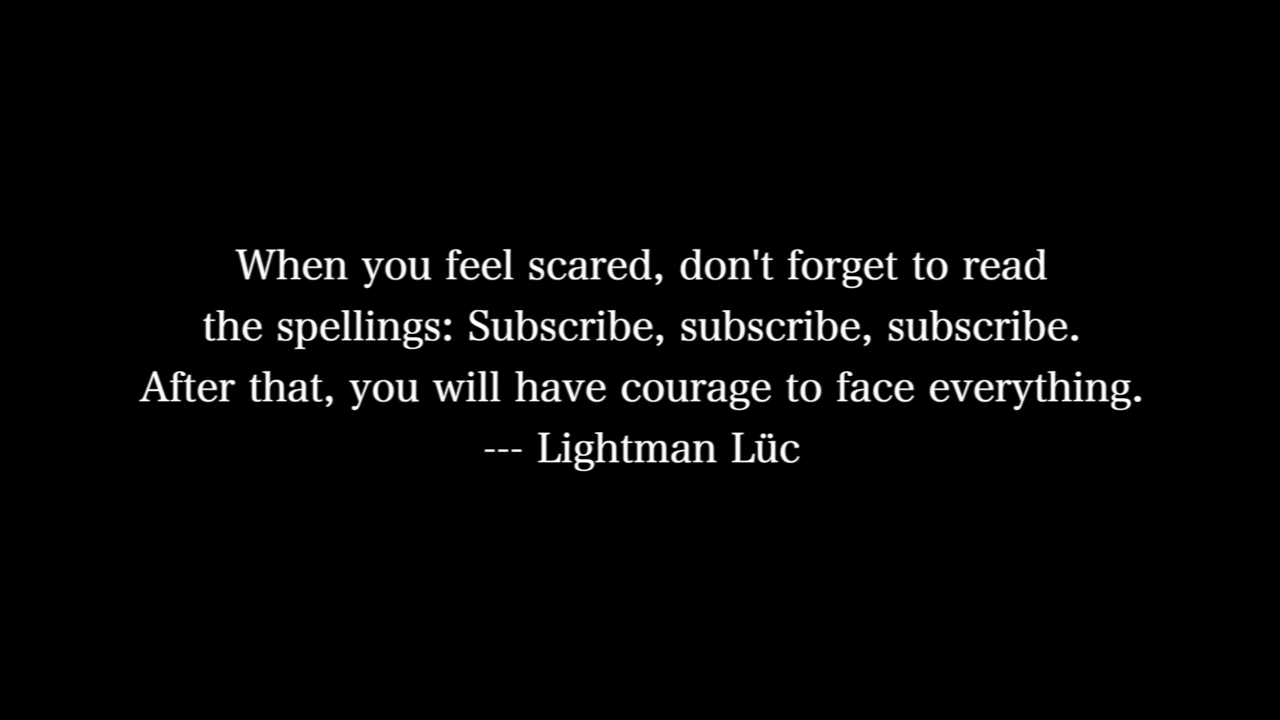 When you feel scared, don't forget to read
the spellings: Subscribe, subscribe, subscribe.
After that, you will have courage to face everything.
--- Lightman Lüc